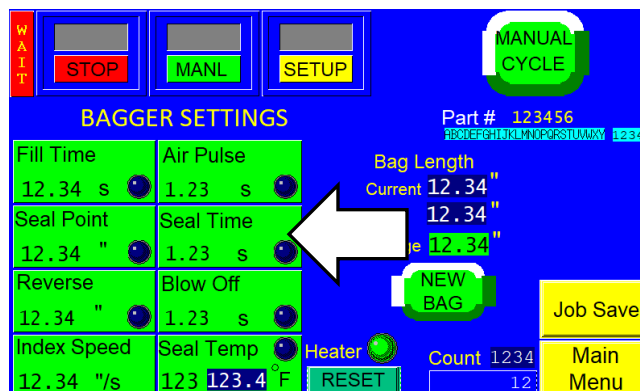 WAIT
STOP
MANL
SETUP
MANUAL
CYCLE
BAGGER SETTINGS
Part # 123456
ABCDEFGHIJKLMNOPQRSTUVWXY 1234
Fill Time
12.34 s
Air Pulse
1.23 s
Seal Point
12.34 "
Seal Time
1.23 s
Reverse
12.34 "
Blow Off
1.23 s
Index Speed
12.34 "/s
Seal Temp
123 123.4 °F
Bag Length
Current 12.34"
12.34"
12.34"
NEW
BAG
Heater
RESET
Count 1234
12
Job Save
Main
Menu